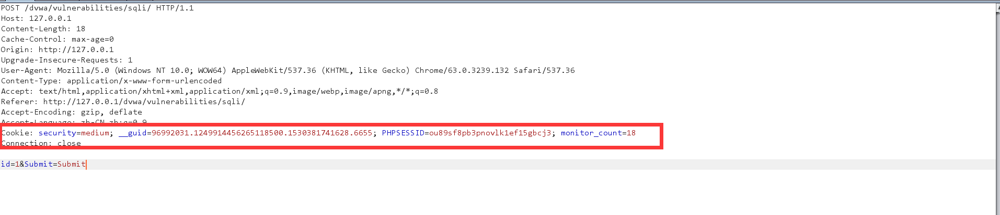 POST /dvwa/vulnerabilities/sqli/ HTTP/1.1
Host: 127.0.0.1
Content-Length: 18
Cache-Control: max-age=0
Origin: http://127.0.0.1
Upgrade-Insecure-Requests: 1
User-Agent: Mozilla/5.0 (Windows NT 10.0; WOW64) AppleWebKit/537.36 (KHTML, like Gecko) Chrome/63.0.3239.132 Safari/537.36
Content-Type: application/x-www-form-urlencoded
Accept: text/html,application/xhtml+xml,application/xml;q=0.9,image/webp,image/apng,*/*;q=0.8
Referer: http://127.0.0.1/dvwa/vulnerabilities/sqli/
Accept-Encoding: gzip, deflate
Accept-Language: zh-CN,zh;q=0.9
Cookie: security=medium; __guid=96992031.1249914456265118500.1530381741628.6655; PHPSESSID=ou89sf8pb3pnovlk1ef15gbcj3; monitor_count=18
Connection: close
id=1&Submit=Submit